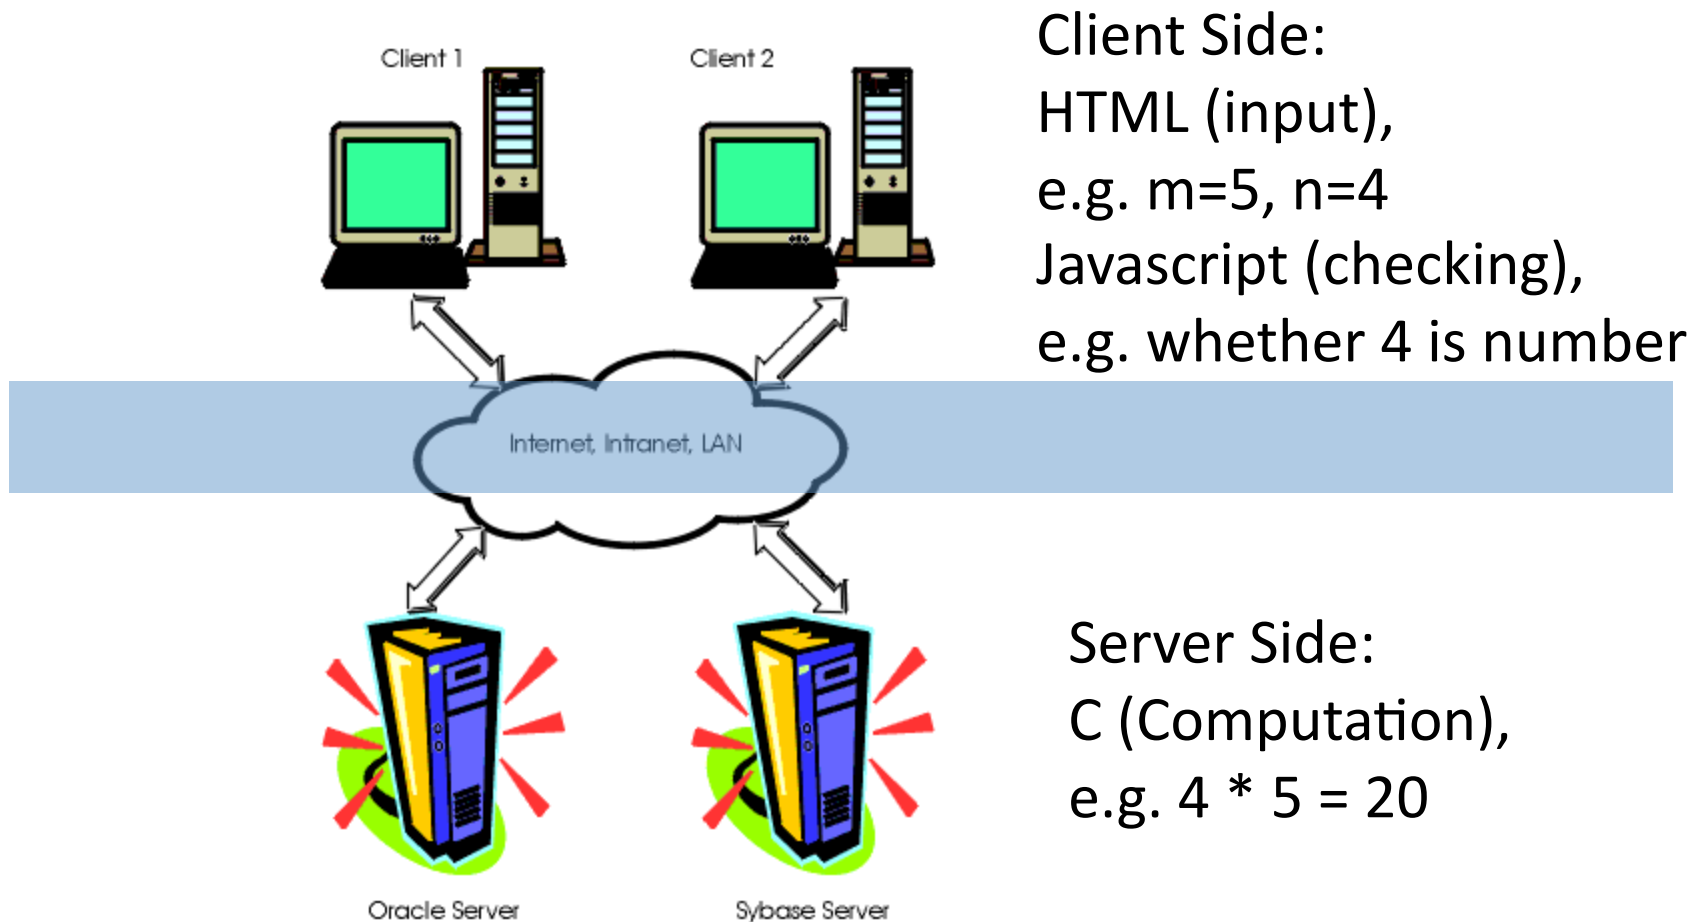 Client 1
Client 2
Client Side:
HTML (input),
e.g. m=5, n=4
Javascript (checking),
e.g. whether 4 is number
Internet, Intranet, LAN
Server Side:
C (Computation),
e.g. 4 * 5 = 20
Oracle Server
Sybase Server